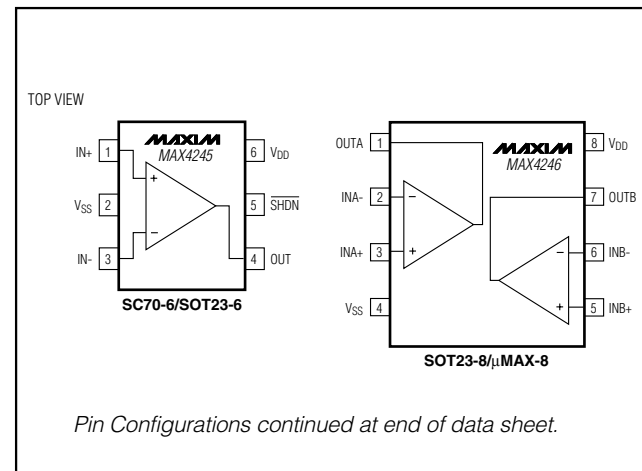 TOP VIEW
MAXIM
MAX4245
IN+ 1
VSS 2
IN- 3
6 VDD
5 SHDN
4 OUT
SC70-6/SOT23-6
MAXIM
MAX4246
OUTA 1
INA- 2
INA+ 3
VSS 4
8 VDD
7 OUTB
6 INB-
5 INB+
+
−
−
+
−
+
SOT23-8/μMAX-8
Pin Configurations continued at end of data sheet.